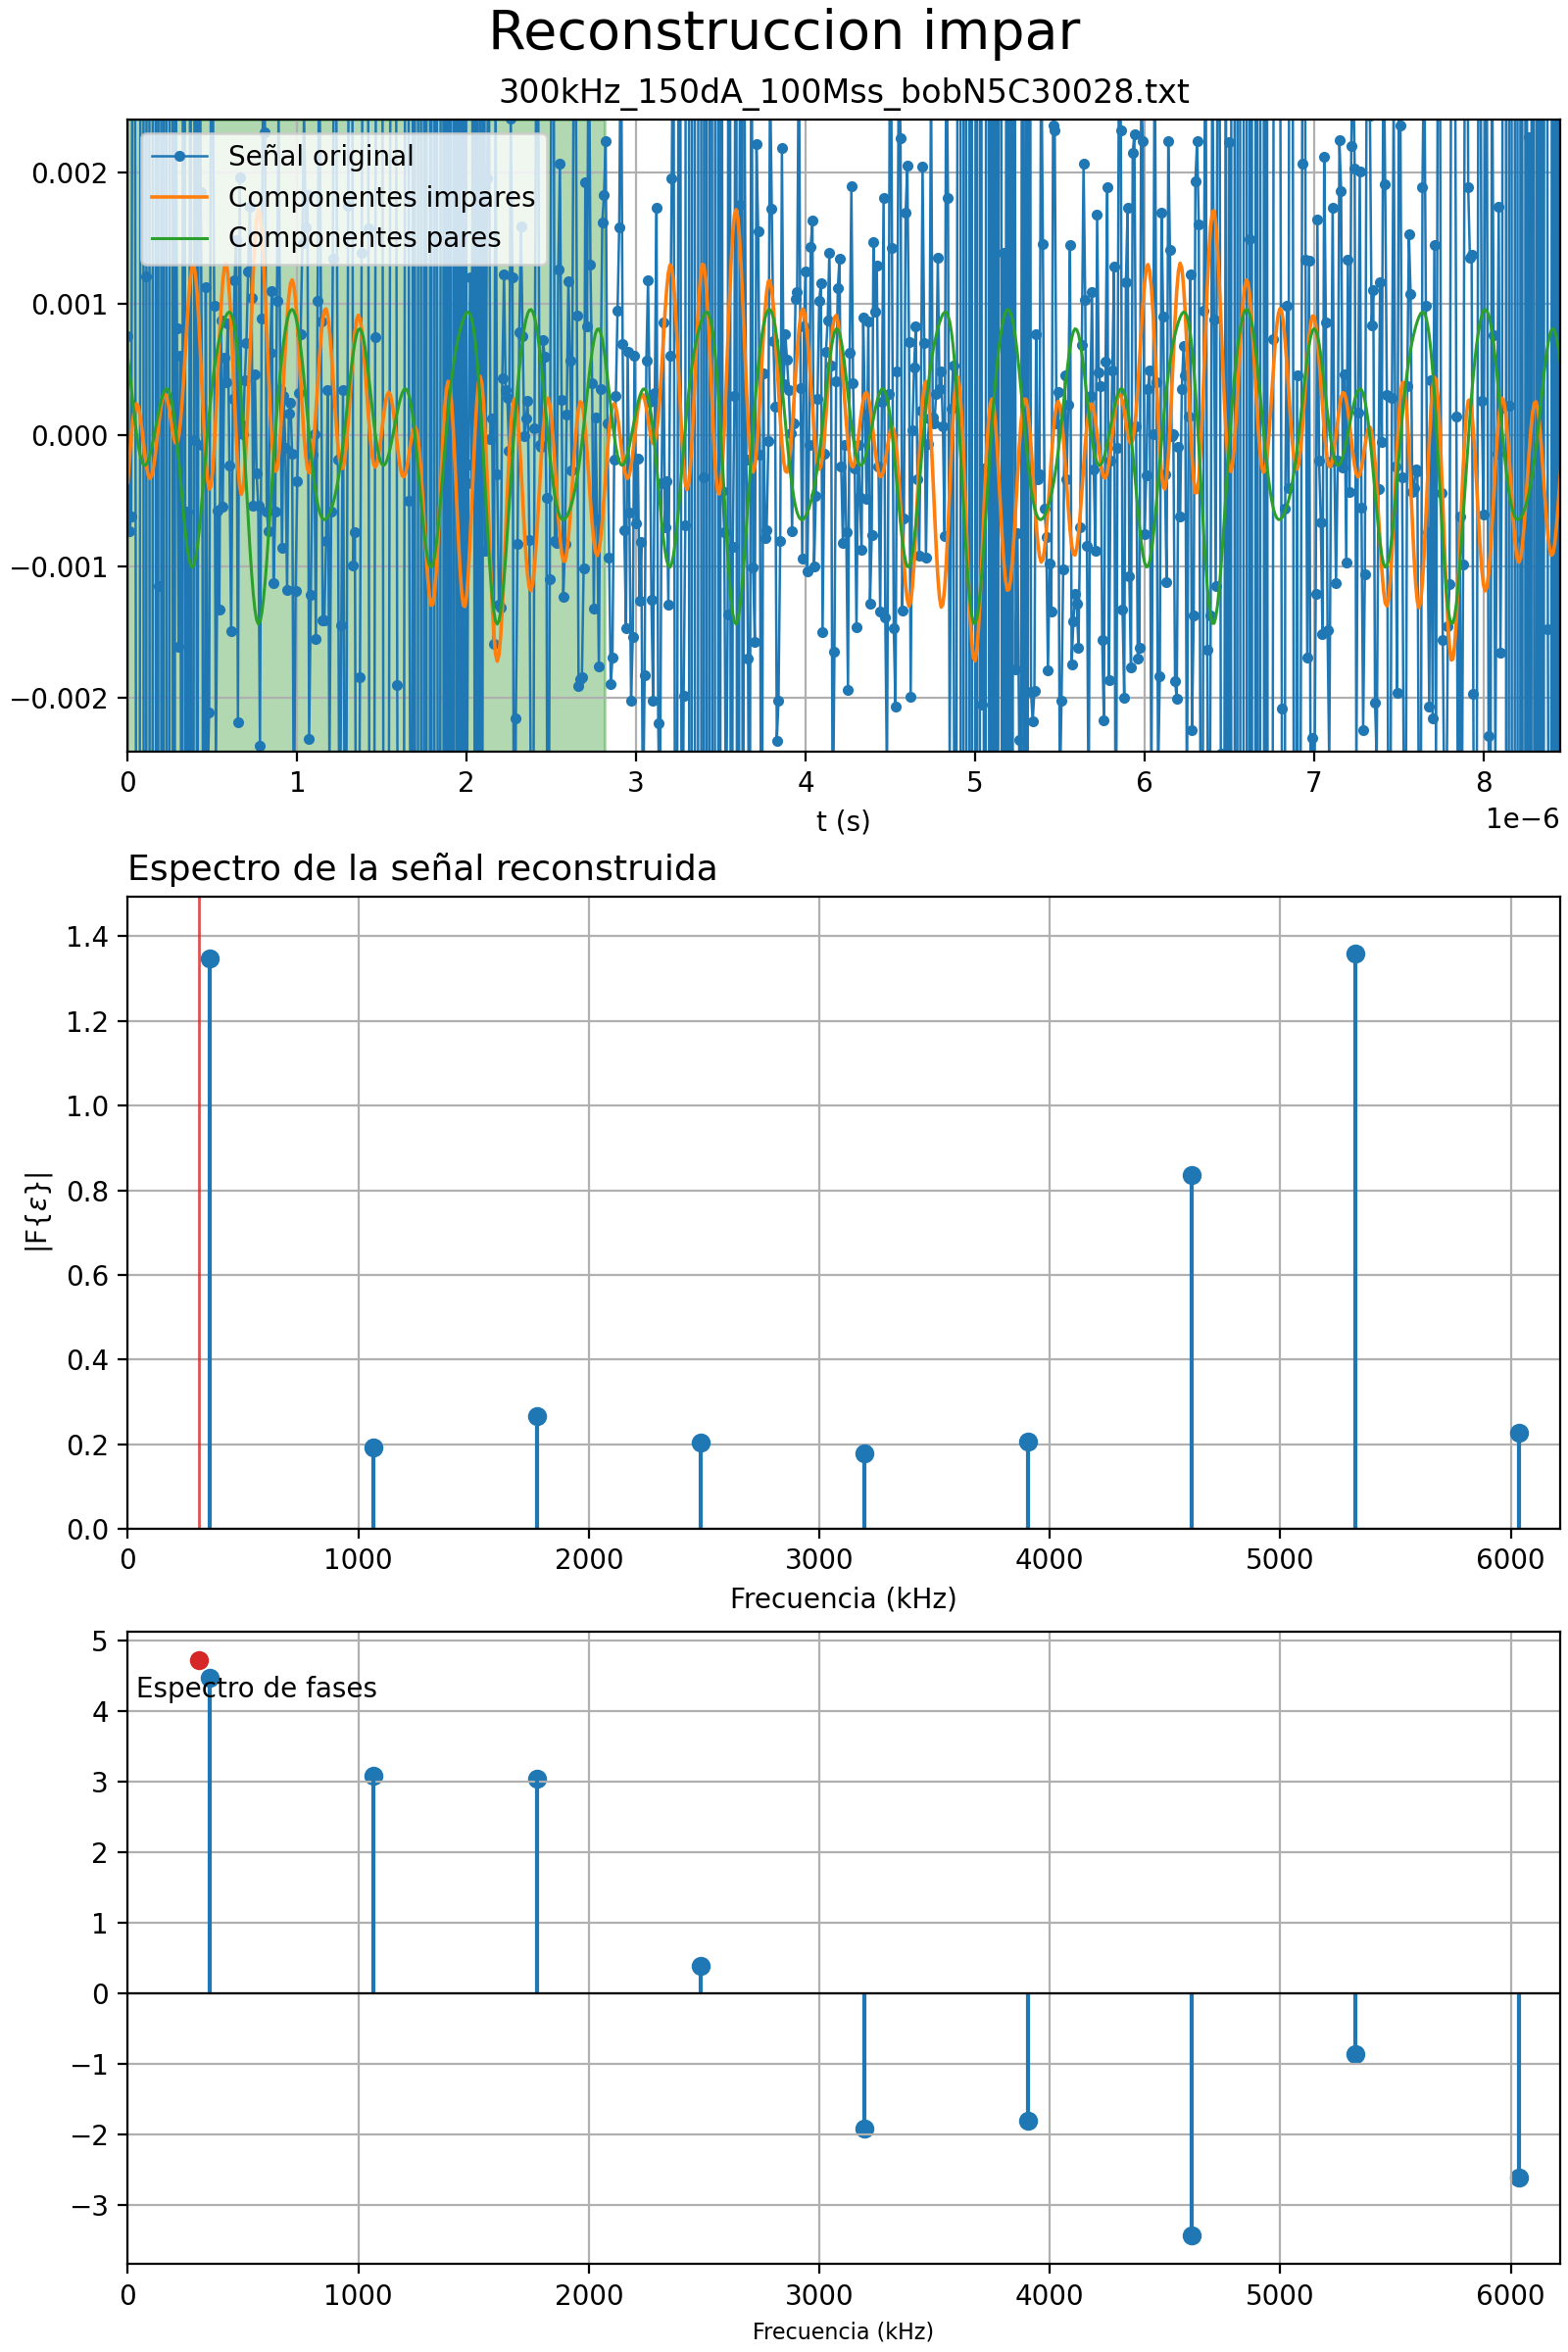 Reconstruccion impar
300kHz_150dA_100Mss_bobN5C30028.txt
Señal original
Componentes impares
Componentes pares
0.002
0.001
0.000
−0.001
−0.002
0 1 2 3 4 5 6 7 8
1e−6
t (s)
Espectro de la señal reconstruida
1.4
1.2
1.0
0.8
0.6
0.4
0.2
0.0
|F{ε}|
0 1000 2000 3000 4000 5000 6000
Frecuencia (kHz)
Espectro de fases
5
4
3
2
1
0
−1
−2
−3
0 1000 2000 3000 4000 5000 6000
Frecuencia (kHz)